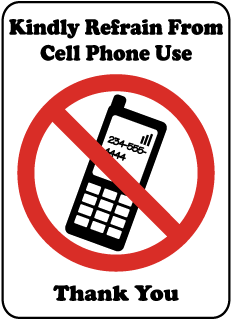 Kindly Refrain From
Cell Phone Use
234-555-
4444
Thank You